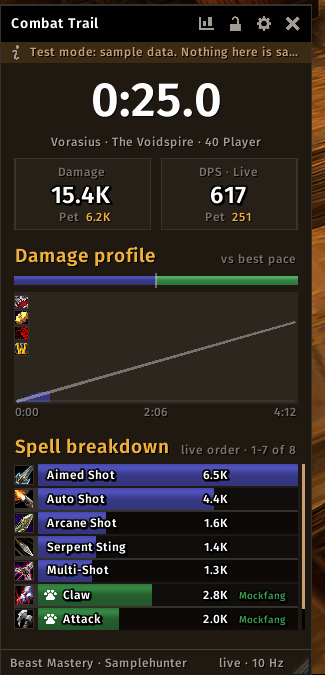 Combat Trail
Test mode: sample data. Nothing here is sa...
0:25.0
Vorasius · The Voidspire · 40 Player
Damage
15.4K
Pet 6.2K
DPS · Live
617
Pet 251
Damage profile
vs best pace
0:00 2:06 4:12
Spell breakdown
live order · 1-7 of 8
Aimed Shot 6.5K
Auto Shot 4.4K
Arcane Shot 1.6K
Serpent Sting 1.4K
Multi-Shot 1.3K
Claw 2.8K Mockfang
Attack 2.0K Mockfang
Beast Mastery · Samplehunter live · 10 Hz